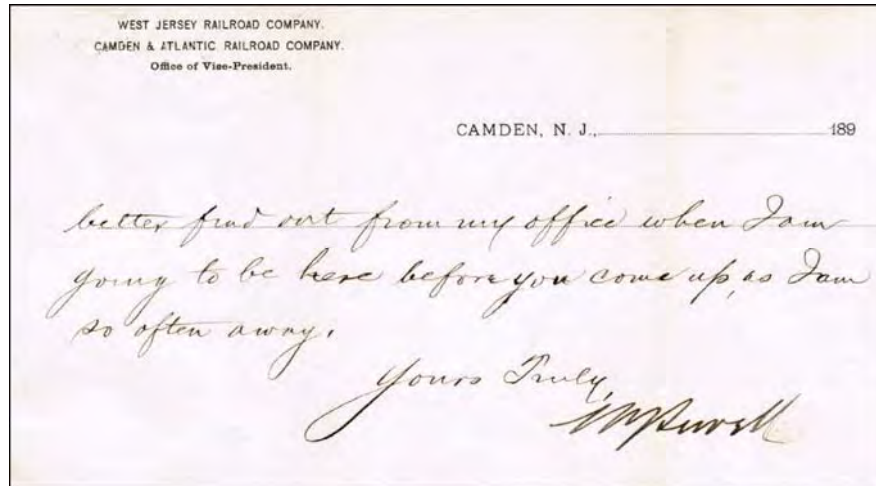 WEST JERSEY RAILROAD COMPANY.
CAMDEN & ATLANTIC RAILROAD COMPANY.
Office of Vice-President.
CAMDEN, N. J., 189
better find out from my office when I am
going to be here before you come up, as I am
so often away.
Yours Truly,